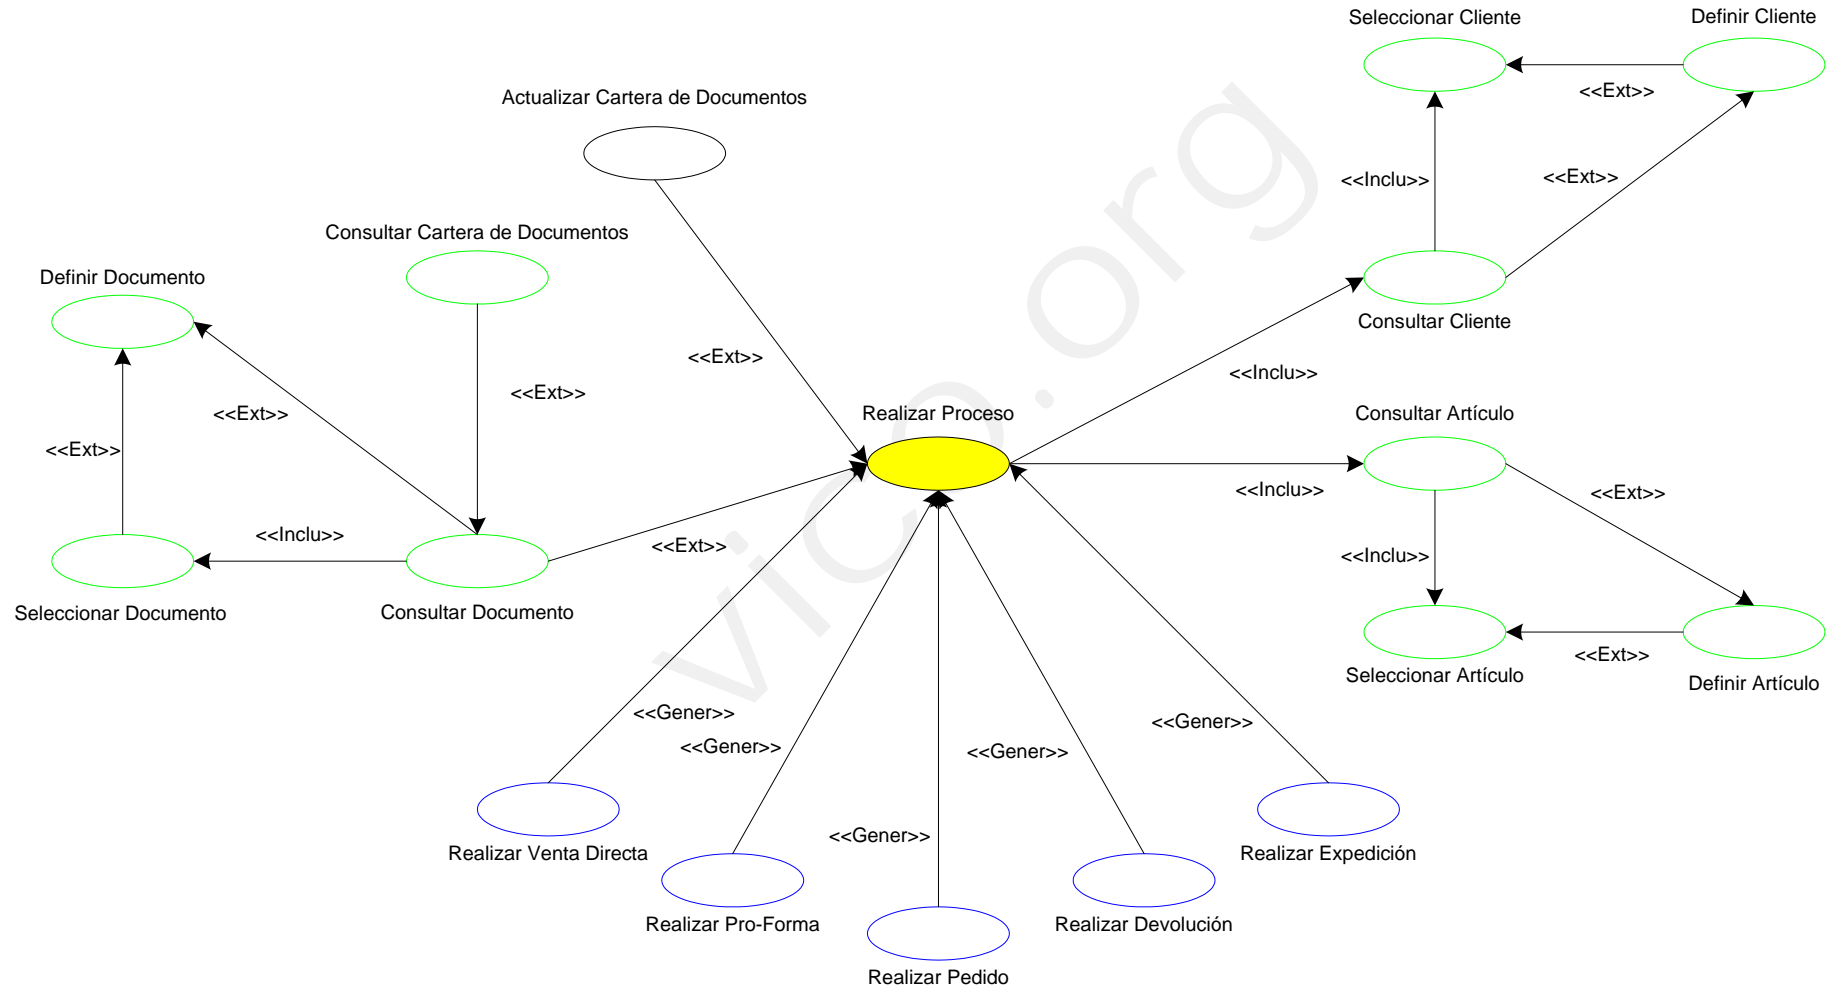 Seleccionar Cliente
Definir Cliente
<<Ext>>
Actualizar Cartera de Documentos
<<Inclu>>
<<Ext>>
Consultar Cartera de Documentos
Definir Documento
Consultar Cliente
<<Ext>>
<<Inclu>>
<<Ext>>
<<Ext>>
Realizar Proceso
Consultar Artículo
<<Ext>>
<<Inclu>>
<<Ext>>
<<Inclu>>
<<Ext>>
<<Inclu>>
Seleccionar Documento
Consultar Documento
<<Ext>>
Seleccionar Artículo
Definir Artículo
<<Gener>>
<<Gener>>
<<Gener>>
<<Gener>>
<<Gener>>
Realizar Venta Directa
Realizar Expedición
Realizar Pro-Forma
Realizar Devolución
Realizar Pedido
vico.org